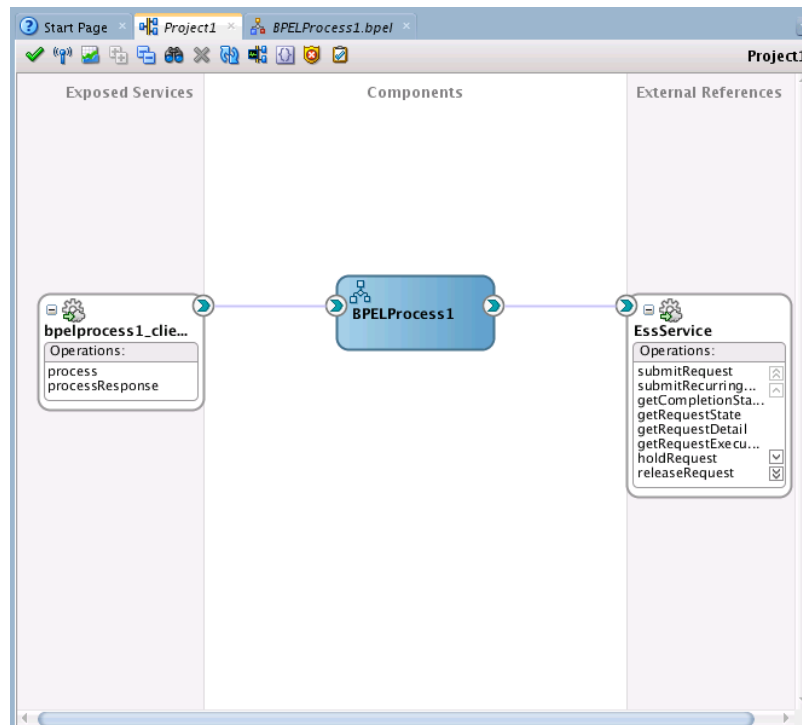 Start Page
Project1
BPELProcess1.bpel
Project1
Exposed Services
Components
External References
bpelprocess1_clie...
Operations:
process
processResponse
BPELProcess1
EssService
Operations:
submitRequest
submitRecurring...
getCompletionSta...
getRequestState
getRequestDetail
getRequestExecu...
holdRequest
releaseRequest